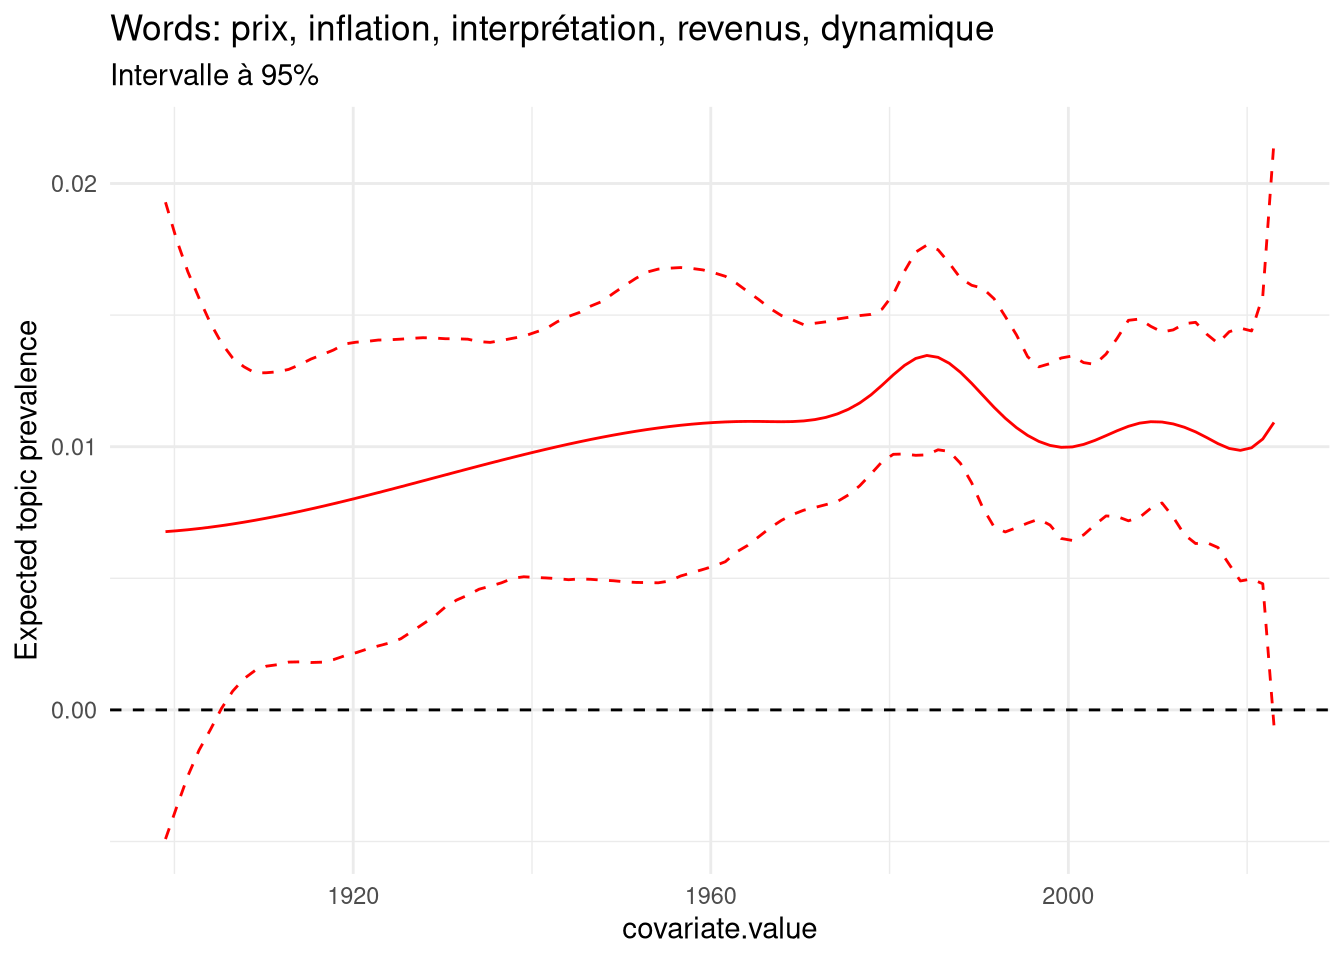 Words: prix, inflation, interprétation, revenus, dynamique
Intervalle à 95%
Expected topic prevalence
0.02
0.01
0.00
1920
1960
2000
covariate.value